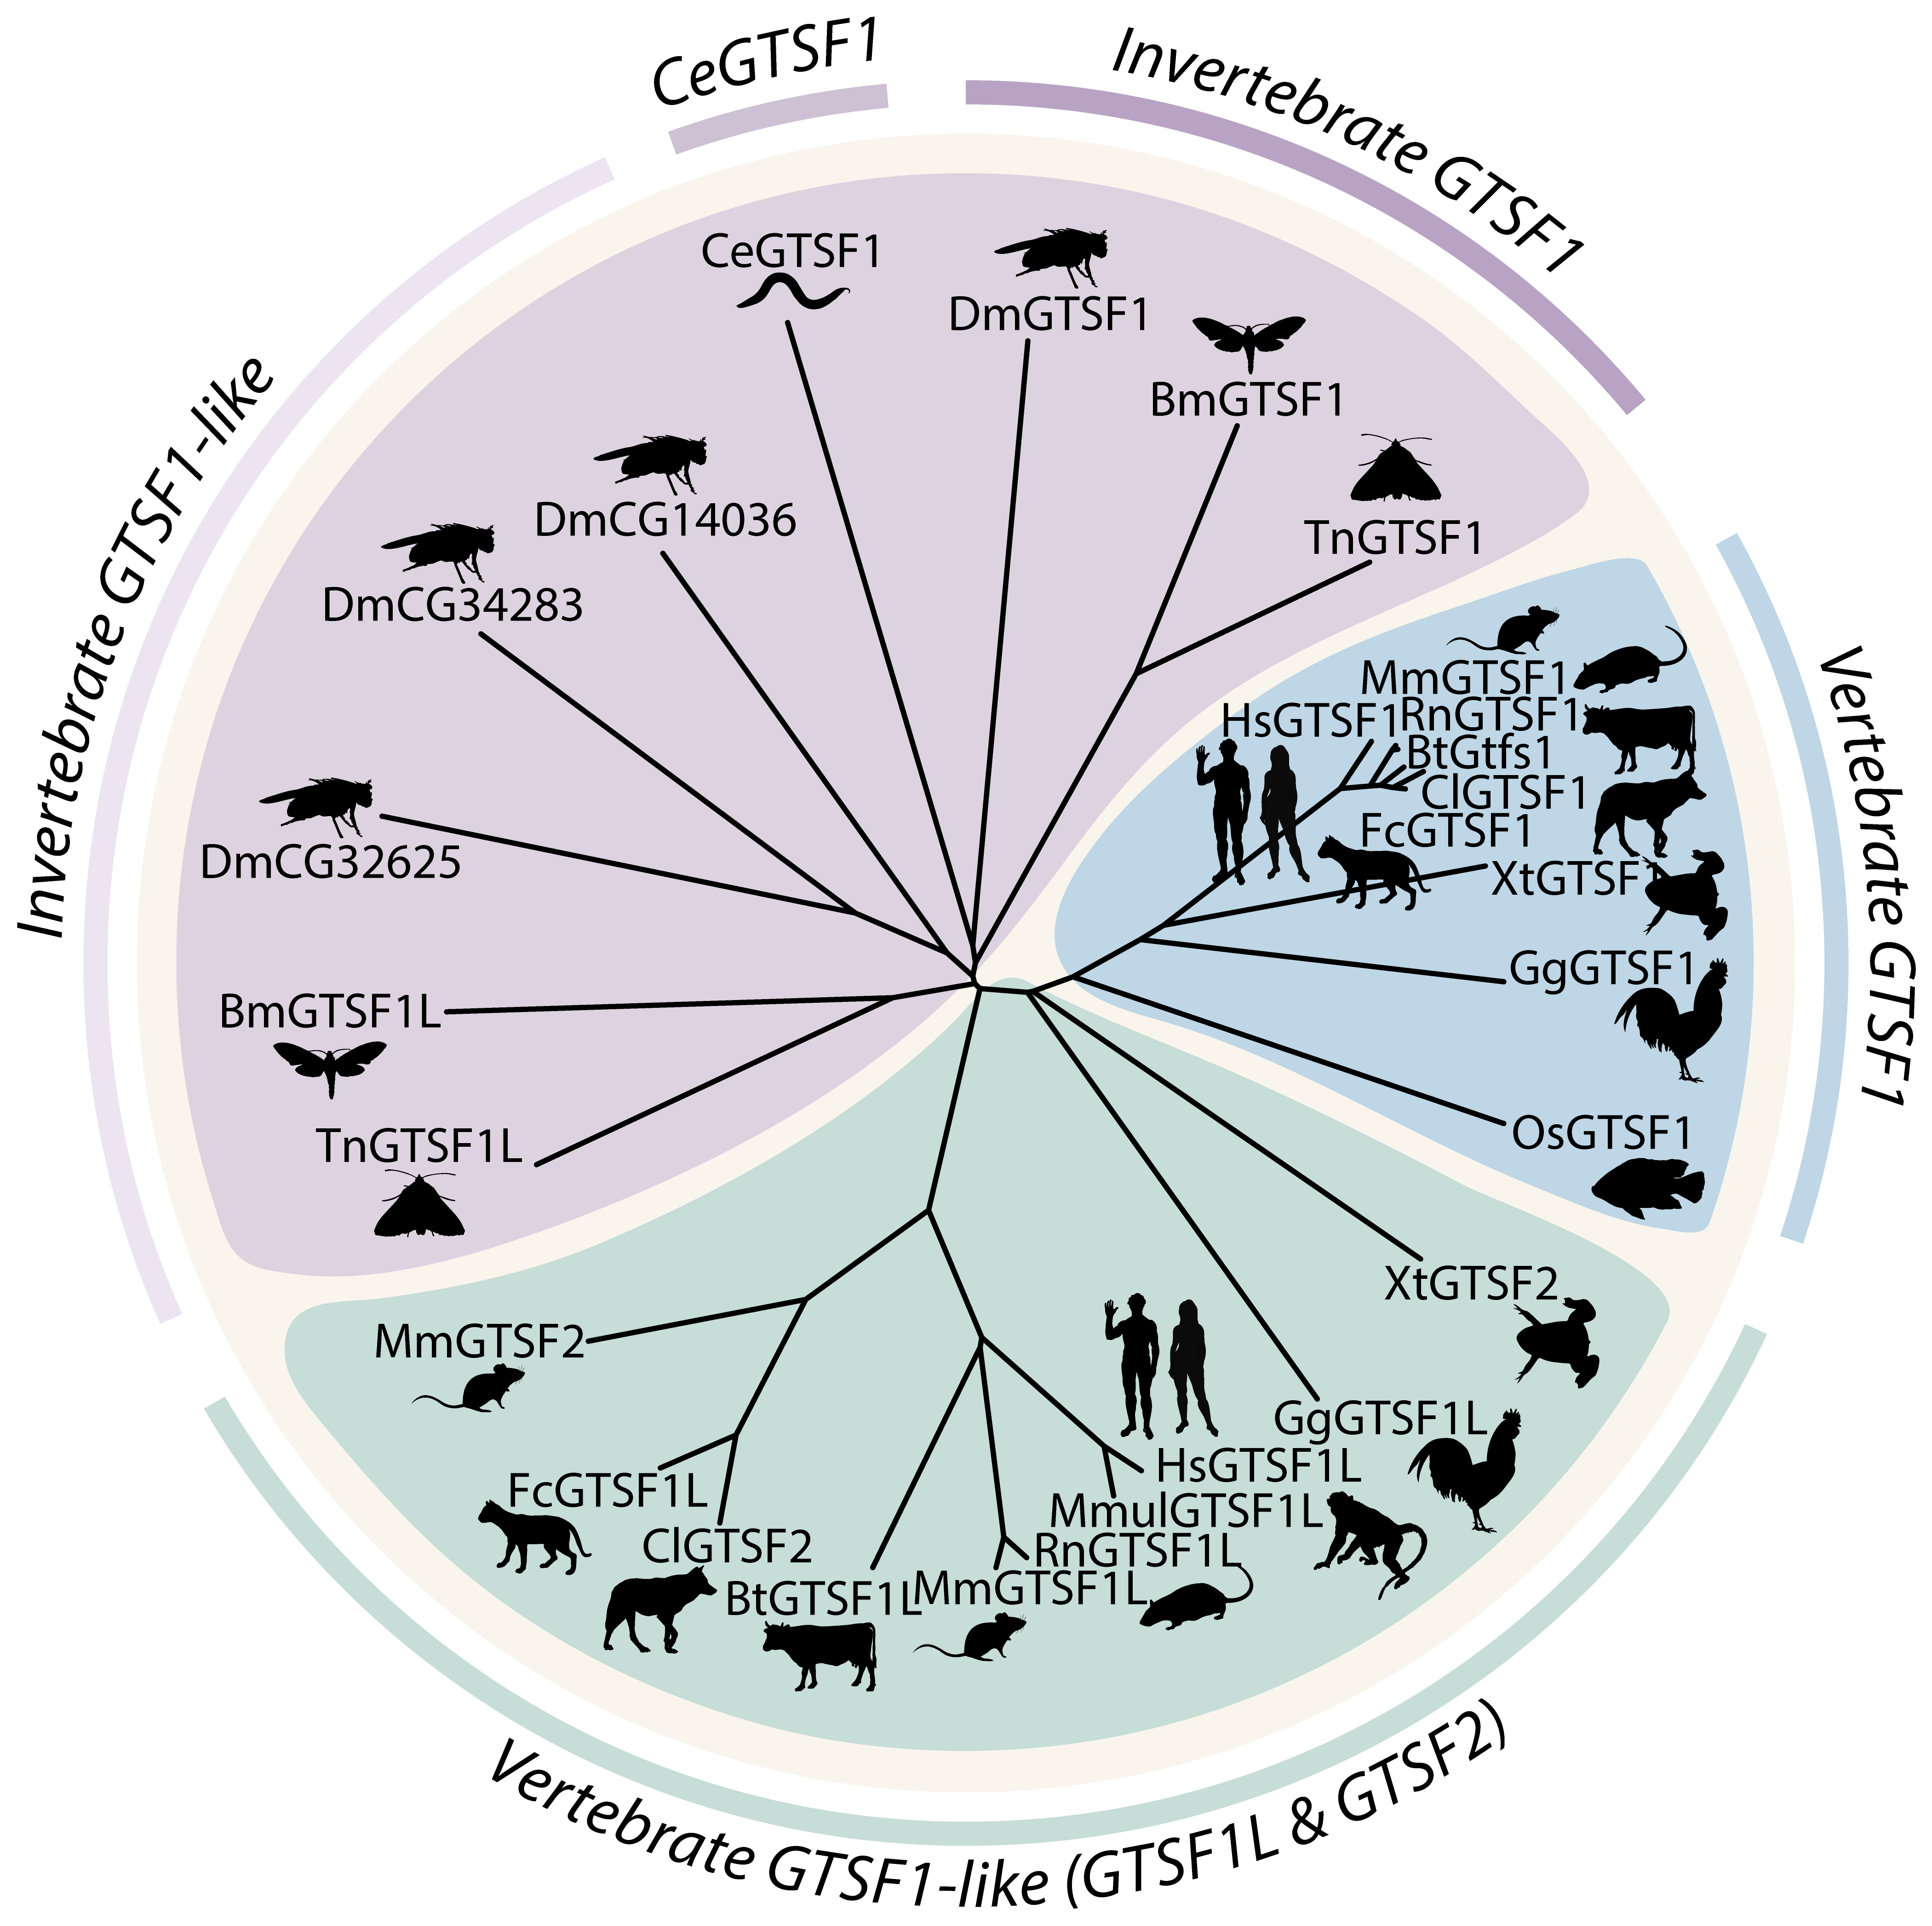 CeGTSF1
Invertebrate GTSF1
Invertebrate GTSF1-like
Vertebrate GTSF1
Vertebrate GTSF1-like (GTSF1L & GTSF2)
CeGTSF1
DmGTSF1
BmGTSF1
TnGTSF1
DmCG14036
DmCG34283
DmCG32625
BmGTSF1L
TnGTSF1L
MmGTSF1
HsGTSF1
RnGTSF1
BtGtfs1
ClGTSF1
FcGTSF1
XtGTSF1
GgGTSF1
OsGTSF1
XtGTSF2
GgGTSF1L
HsGTSF1L
MmulGTSF1L
RnGTSF1L
MmGTSF1L
BtGTSF1L
ClGTSF2
FcGTSF1L
MmGTSF2